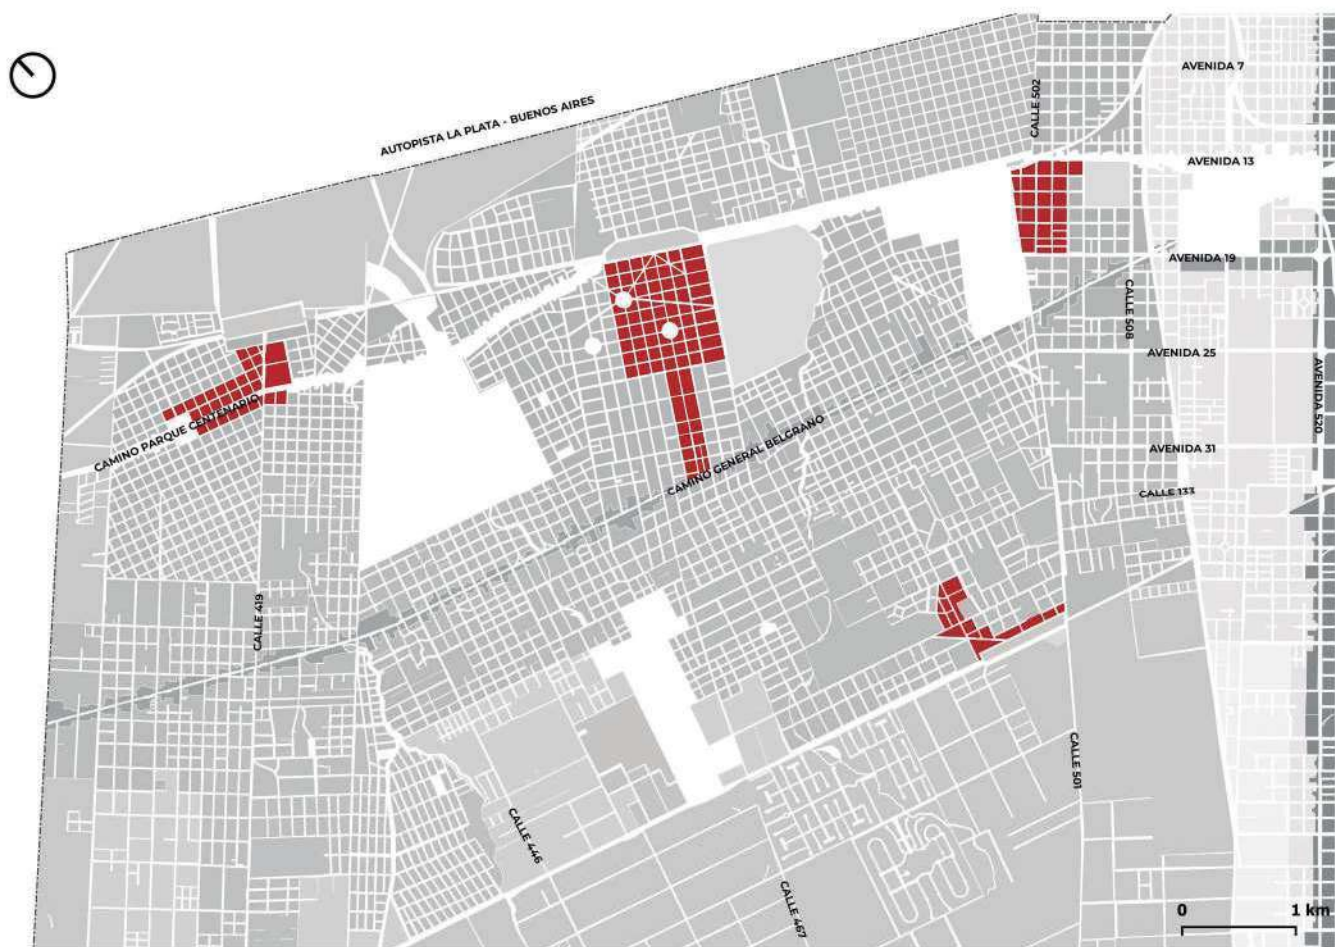 AVENIDA 7
AUTOPISTA LA PLATA - BUENOS AIRES
CALLE 502
AVENIDA 13
AVENIDA 19
CALLE 508
AVENIDA 25
AVENIDA 520
CAMINO PARQUE CENTENARIO
CAMINO GENERAL BELGRANO
AVENIDA 31
CALLE 133
CALLE 419
CALLE 501
CALLE 446
CALLE 467
0 1 km